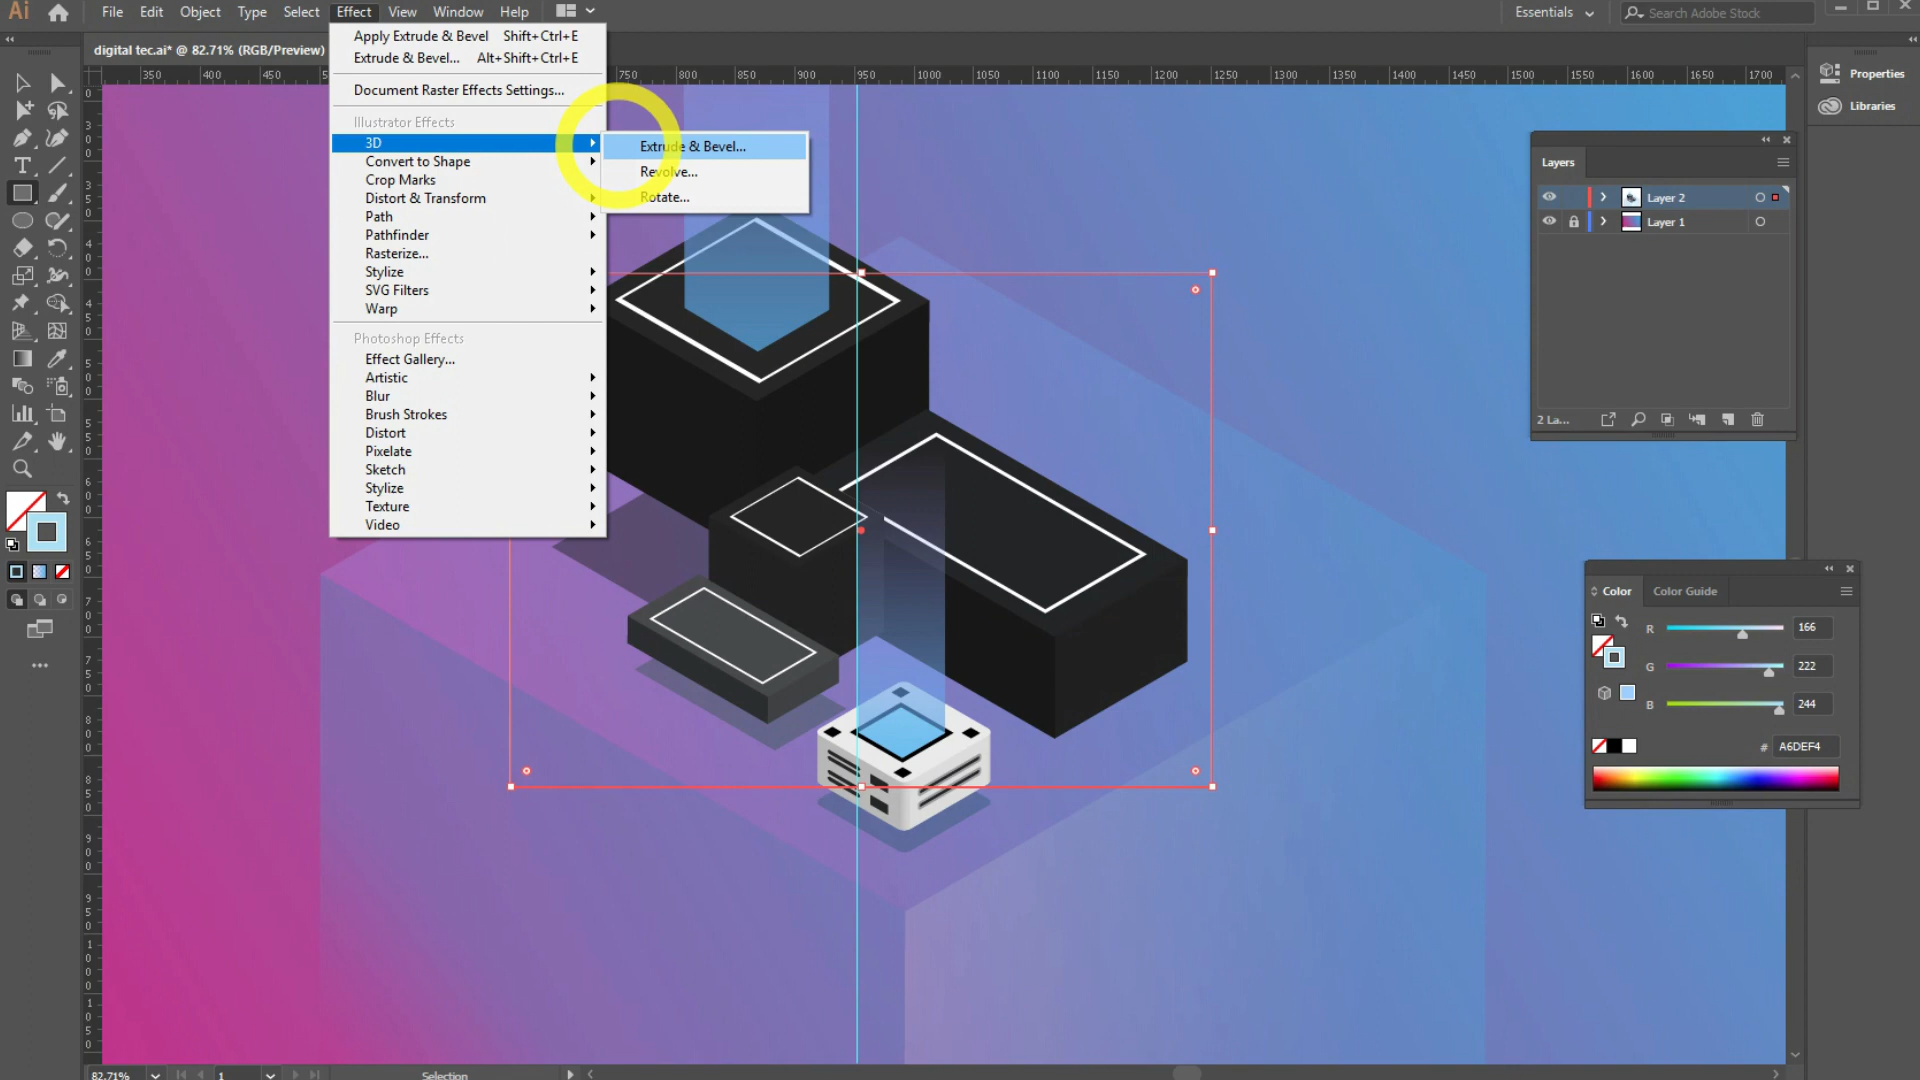 Ai File Edit Object Type Select Effect View Window Help Essentials Search Adobe Stock
digital tec.ai* @ 82.71% (RGB/Preview)
Apply Extrude & Bevel Shift+Ctrl+E
Extrude & Bevel... Alt+Shift+Ctrl+E
Document Raster Effects Settings...
Illustrator Effects
3D
Convert to Shape
Crop Marks
Distort & Transform
Path
Pathfinder
Rasterize...
Stylize
SVG Filters
Warp
Photoshop Effects
Effect Gallery...
Artistic
Blur
Brush Strokes
Distort
Pixelate
Sketch
Stylize
Texture
Video
Extrude & Bevel...
Revolve...
Rotate...
350 400 450 5 750 800 850 900 950 1000 1050 1100 1150 1200 1250 1300 1350 1400 1450 1500 1550 1600 1650 1700
Properties
Libraries
Layers
Layer 2
Layer 1
2 La...
Color Color Guide
R 166
G 222
B 244
# A6DEF4
82.71% 1 Selection